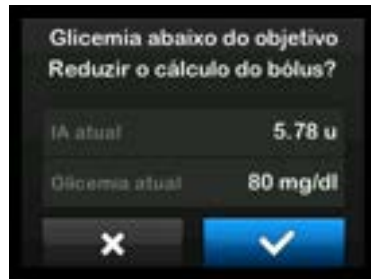 Glicemia abaixo do objetivo
Reduzir o cálculo do bólus?
IA atual 5.78 u
Glicemia atual 80 mg/dl